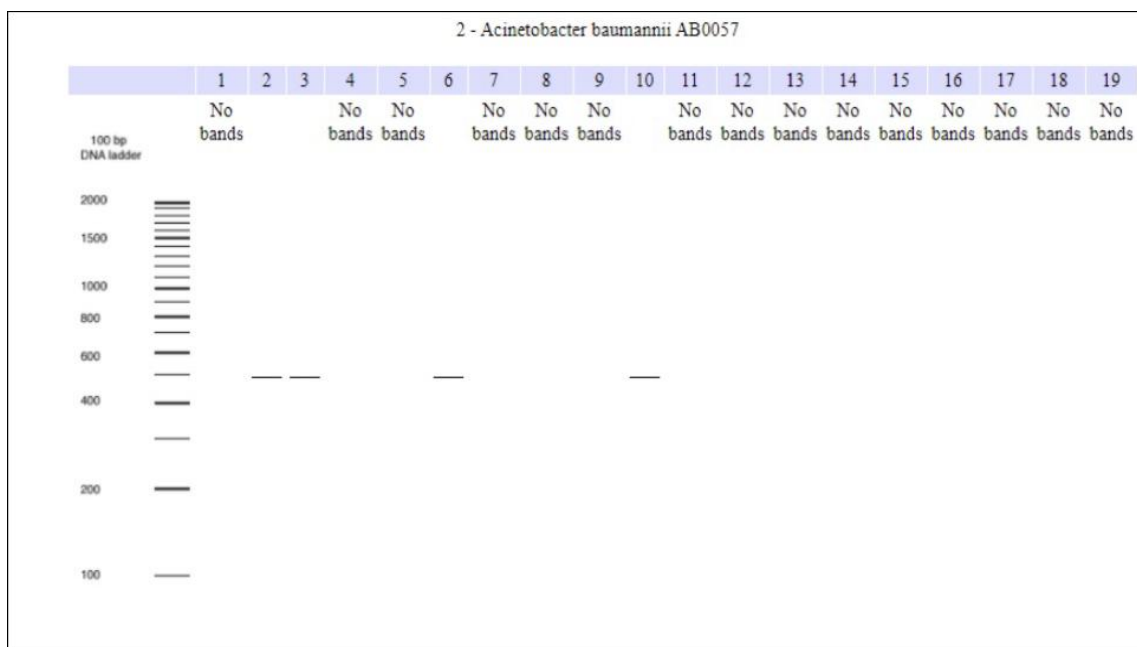 2 - Acinetobacter baumannii AB0057
1 2 3 4 5 6 7 8 9 10 11 12 13 14 15 16 17 18 19
No No No No No No No No No No No No No No No
bands bands bands bands bands bands bands bands bands bands bands bands bands bands bands
100 bp
DNA ladder
2000
1500
1000
800
600
400
200
100